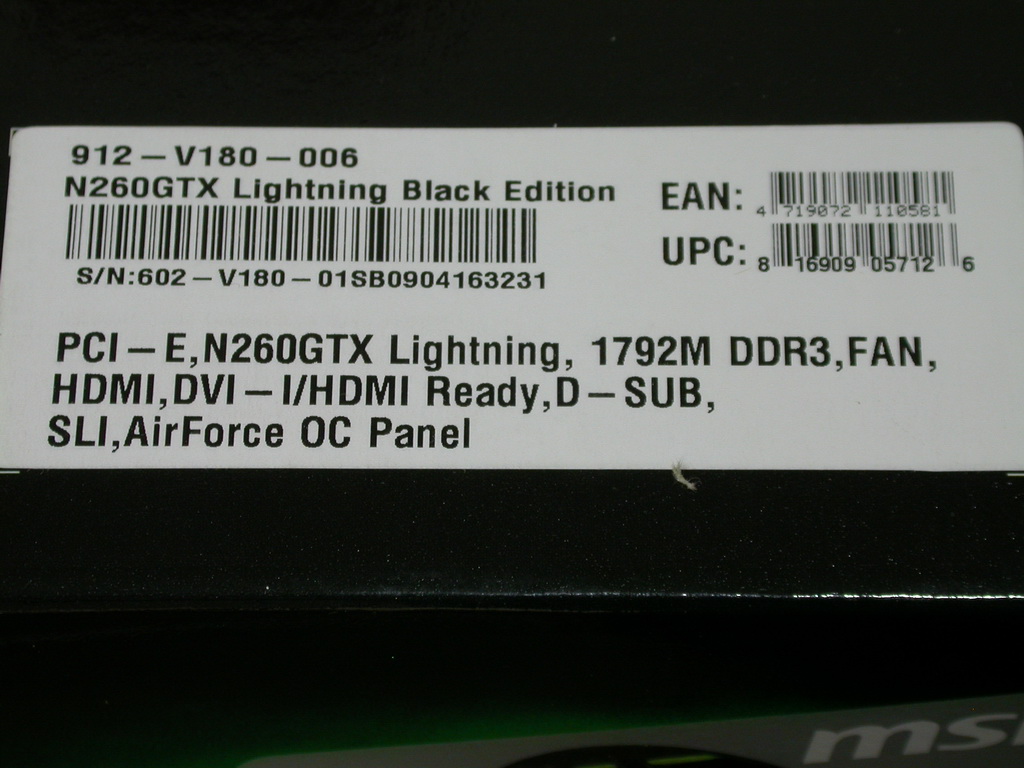 912-V180-006
N260GTX Lightning Black Edition
S/N:602-V180-01SB0904163231
EAN: 4 719072 110581
UPC: 8 16909 05712 6
PCI-E,N260GTX Lightning, 1792M DDR3,FAN,
HDMI,DVI-I/HDMI Ready,D-SUB,
SLI,AirForce OC Panel
msi